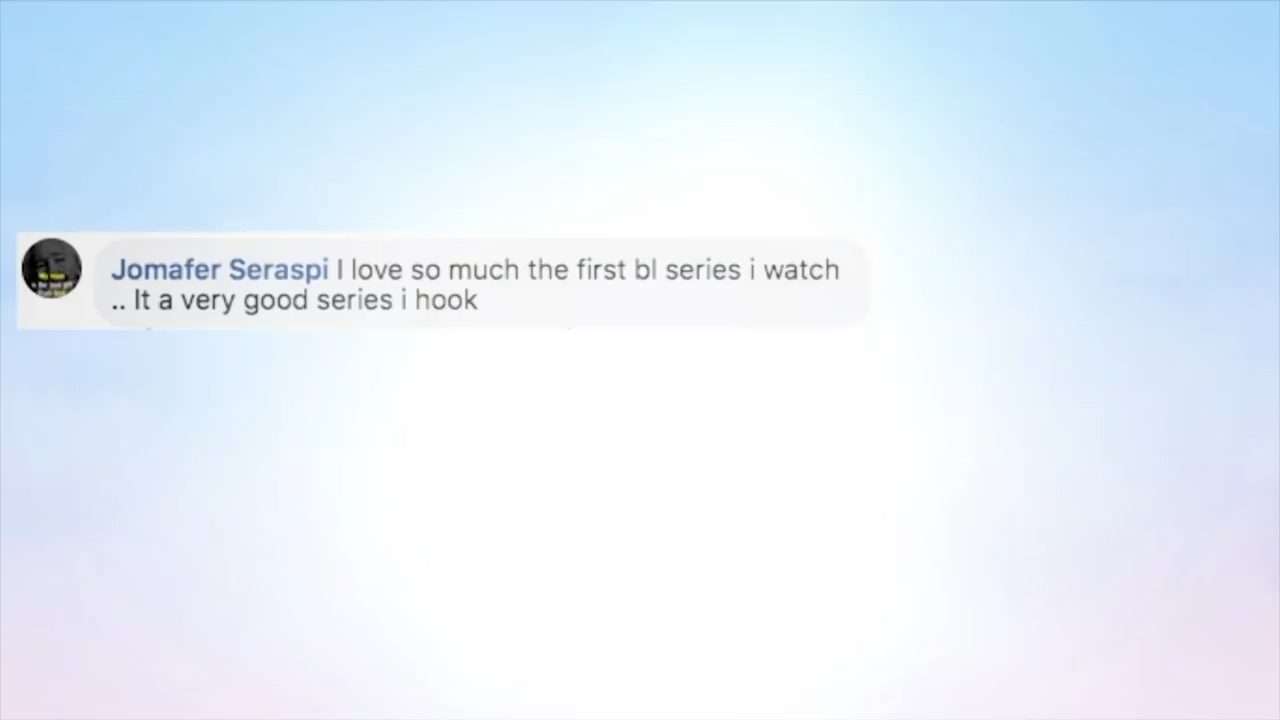 Jomafer Seraspi I love so much the first bl series i watch
.. It a very good series i hook